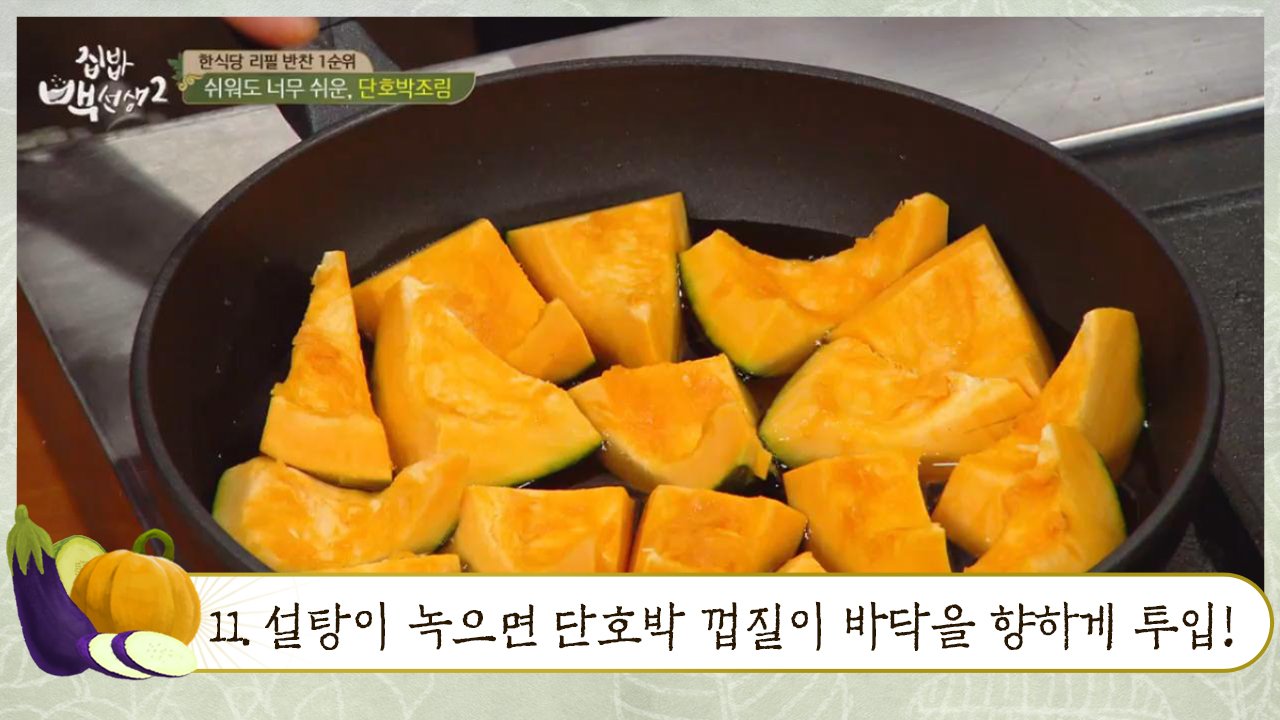 집밥
백선생2
한식당 리필 반찬 1순위
쉬워도 너무 쉬운, 단호박조림
11. 설탕이 녹으면 단호박 껍질이 바닥을 향하게 투입!